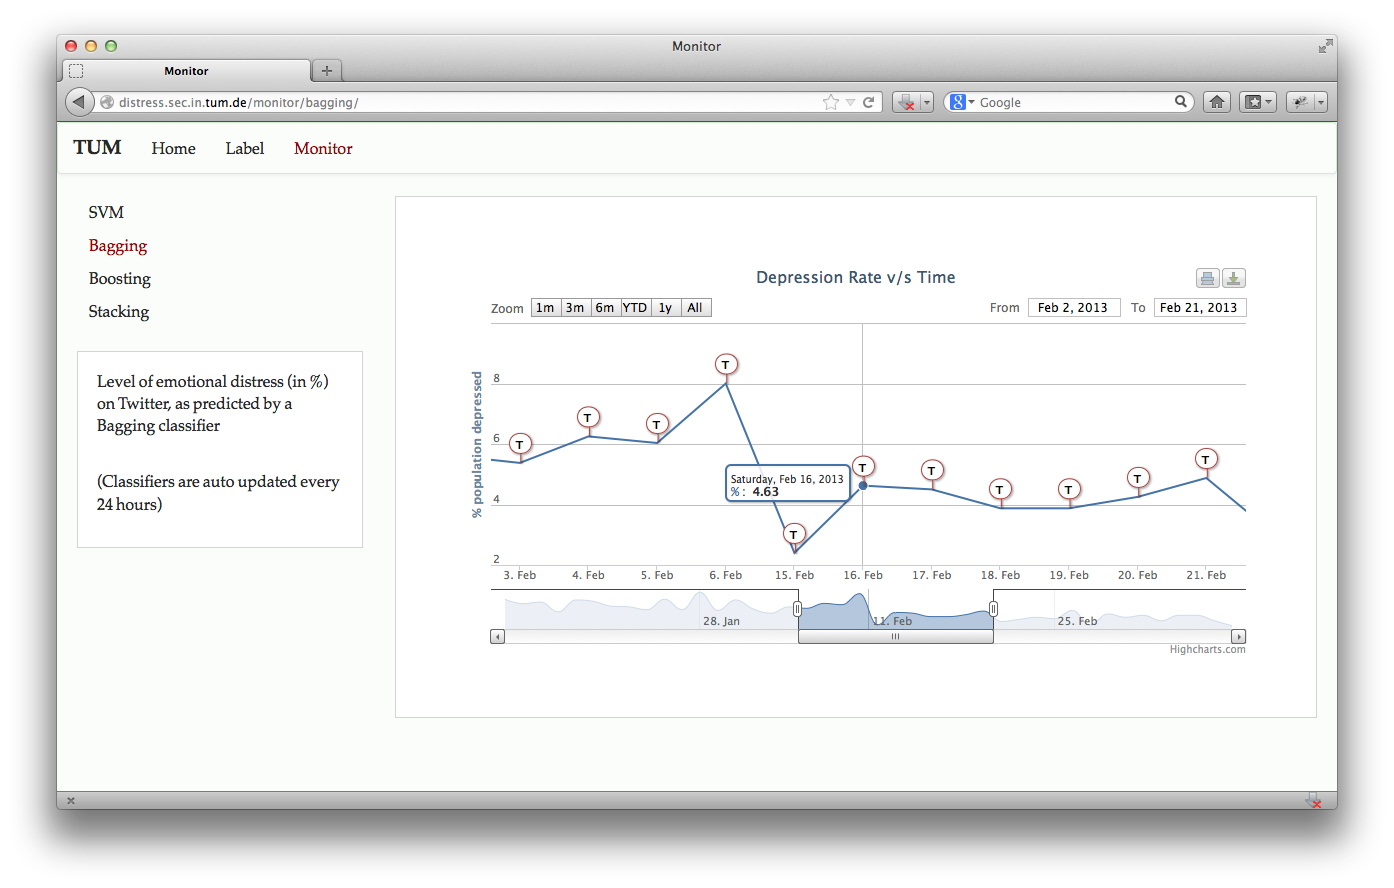 Monitor
Monitor
distress.sec.in.tum.de/monitor/bagging/
Google
TUM Home Label Monitor
SVM
Bagging
Boosting
Stacking
Level of emotional distress (in %)
on Twitter, as predicted by a
Bagging classifier
(Classifiers are auto updated every
24 hours)
Depression Rate v/s Time
Zoom 1m 3m 6m YTD 1y All
From Feb 2, 2013 To Feb 21, 2013
% population depressed
8
6
4
2
T T T T T T T T T T T
Saturday, Feb 16, 2013
%: 4.63
3. Feb 4. Feb 5. Feb 6. Feb 15. Feb 16. Feb 17. Feb 18. Feb 19. Feb 20. Feb 21. Feb
28. Jan 11. Feb 25. Feb
Highcharts.com